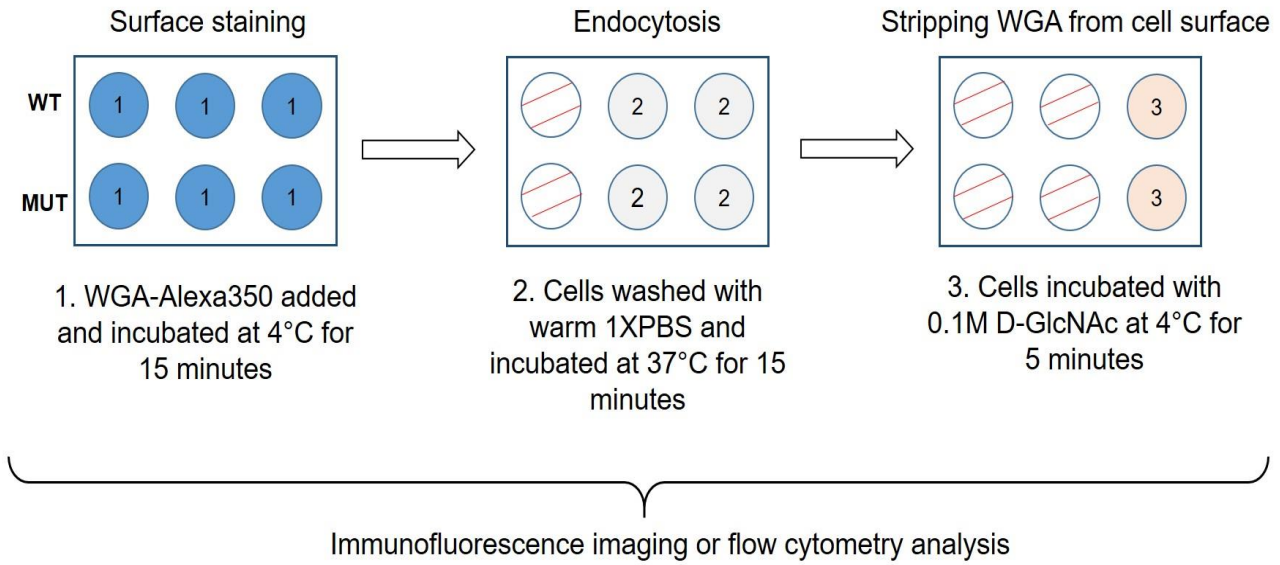 Surface staining
Endocytosis
Stripping WGA from cell surface
WT
1 1 1
2 2
3
MUT
1 1 1
2 2
3
1. WGA-Alexa350 added
and incubated at 4°C for
15 minutes
2. Cells washed with
warm 1XPBS and
incubated at 37°C for 15
minutes
3. Cells incubated with
0.1M D-GlcNAc at 4°C for
5 minutes
Immunofluorescence imaging or flow cytometry analysis